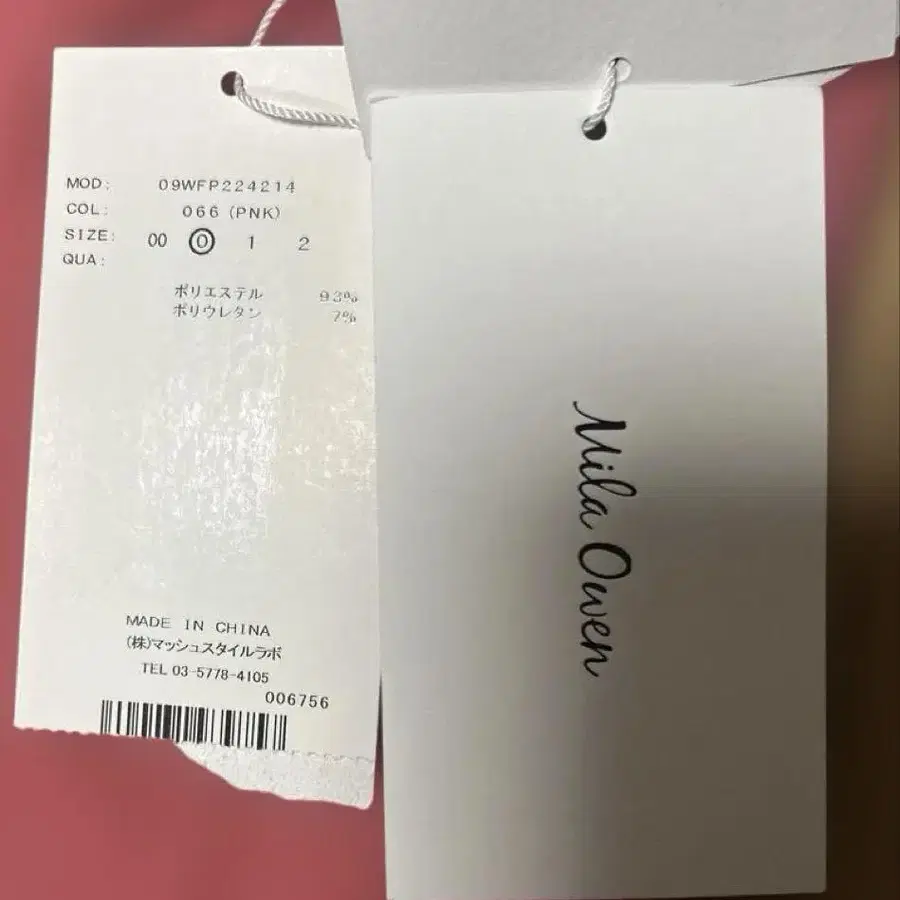 MOD: 09WFP224214
COL: 066 (PNK)
SIZE: 00 0 1 2
QUA:
ポリエステル 93%
ポリウレタン 7%
MADE IN CHINA
(株)マッシュスタイルラボ
TEL 03-5778-4105
006756
Mila Owen